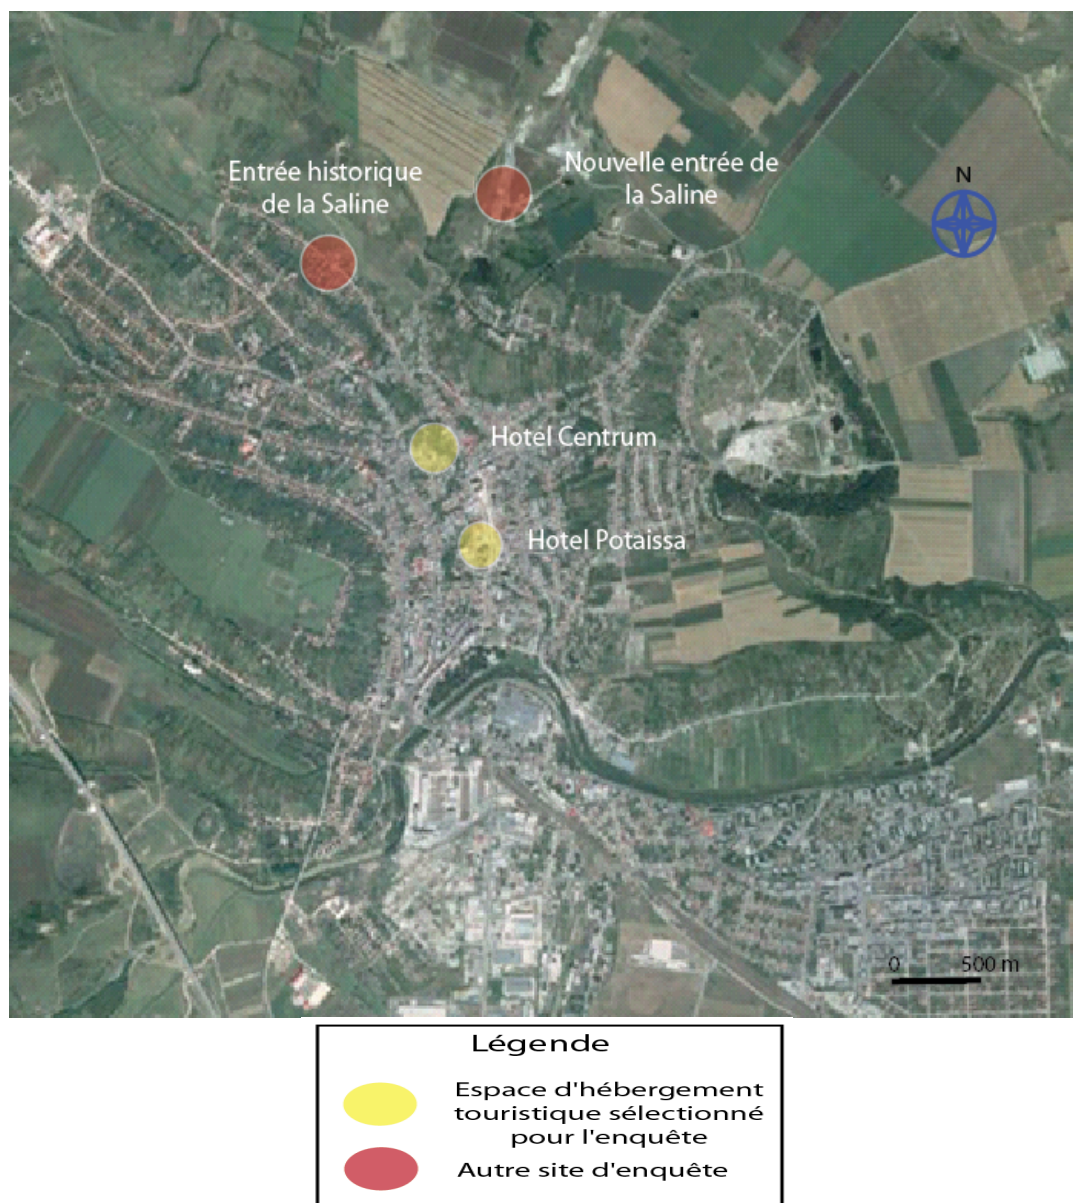 Entrée historique
de la Saline
Nouvelle entrée de
la Saline
N
Hotel Centrum
Hotel Potaissa
0 500 m
Légende
Espace d'hébergement
touristique sélectionné
pour l'enquête
Autre site d'enquête